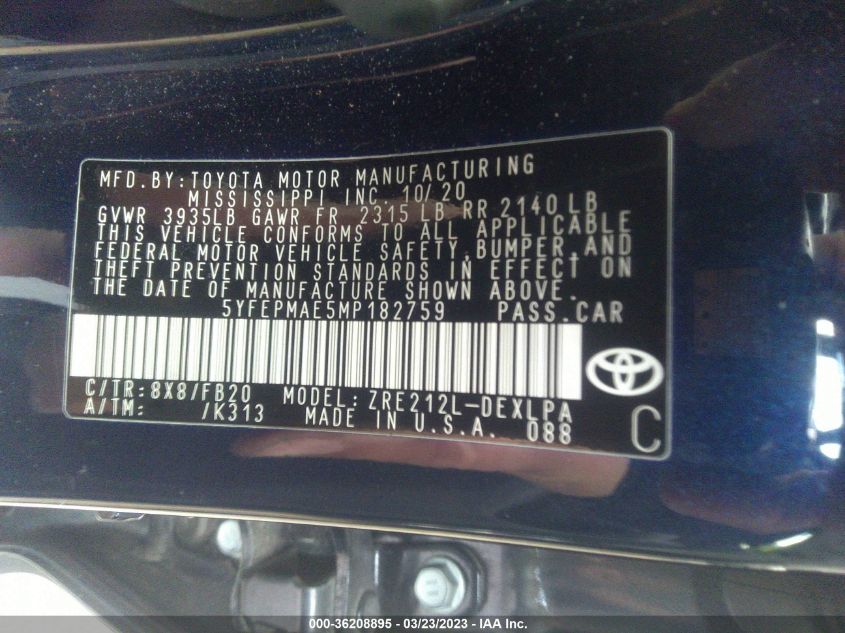 MFD.BY:TOYOTA MOTOR MANUFACTURING
MISSISSIPPI INC. 10/20
GVWR 3935LB GAWR FR 2315 LB RR 2140 LB
THIS VEHICLE CONFORMS TO ALL APPLICABLE
FEDERAL MOTOR VEHICLE SAFETY,BUMPER,AND
THEFT PREVENTION STANDARDS IN EFFECT ON
THE DATE OF MANUFACTURE SHOWN ABOVE.
5YFEPMAE5MP182759 PASS.CAR
C/TR:8X8/FB20 MODEL:ZRE212L-DEXLPA
A/TM: /K313 MADE IN U.S.A. 088
C
000-36208895 - 03/23/2023 - IAA Inc.